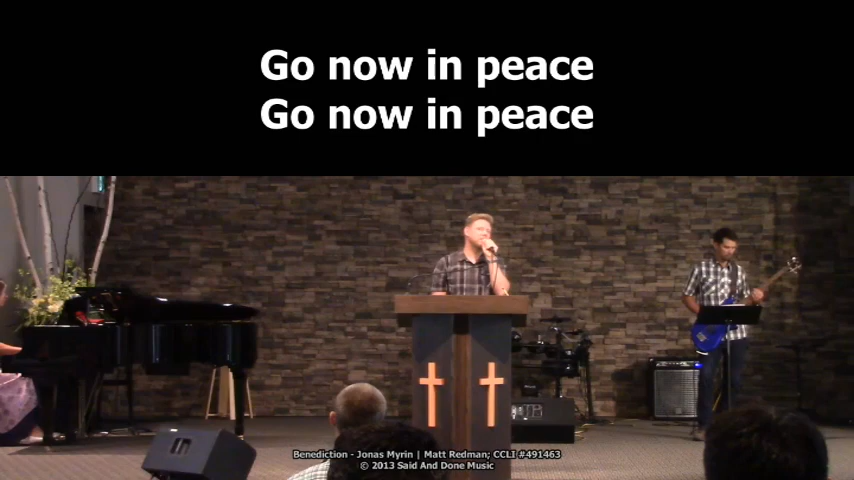 Go now in peace
Go now in peace
Benediction - Jonas Myrin | Matt Redman; CCLI #491463
© 2013 Said And Done Music